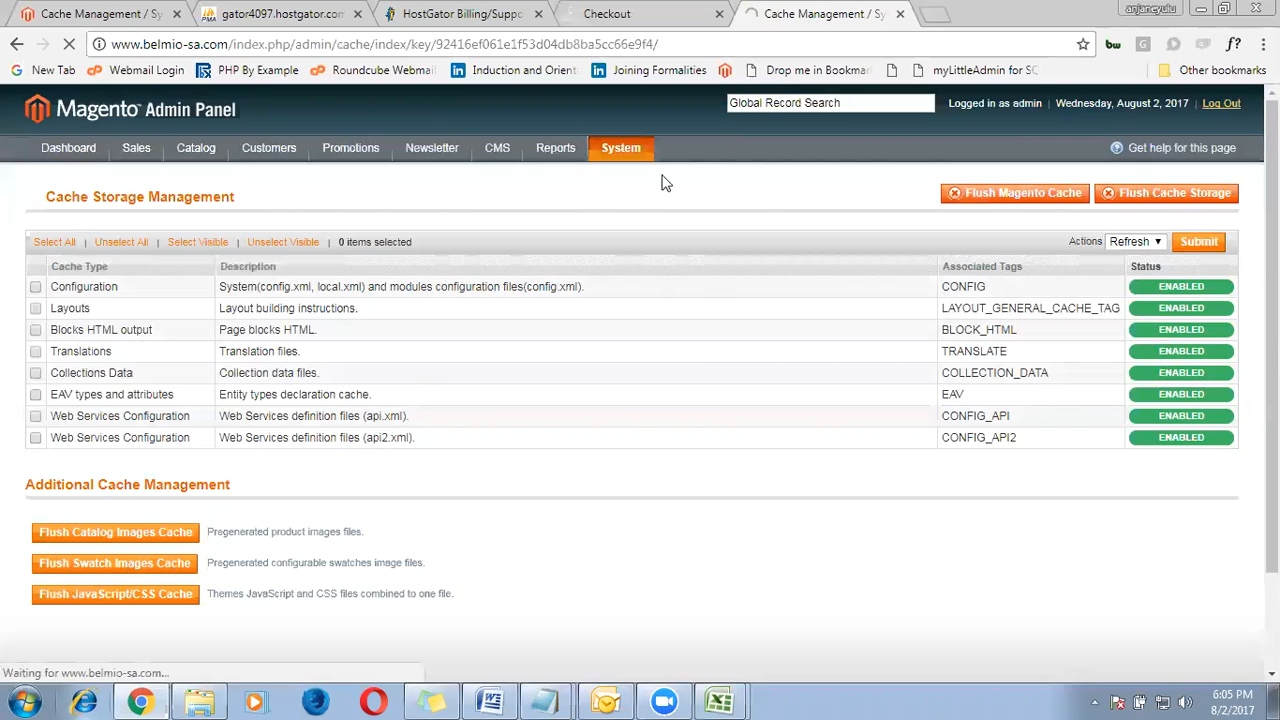 Cache Management / Sy
gator4097.hostgator.com
HostGator Billing/Suppo
Checkout
Cache Management / Sy
anjaneyulu
www.belmio-sa.com/index.php/admin/cache/index/key/92416ef061e1f53d04db8ba5cc66e9f4/
bw
f?
New Tab
Webmail Login
PHP By Example
Roundcube Webmail
Induction and Orient
Joining Formalities
Drop me in Bookmar
myLittleAdmin for SQ
Other bookmarks
Magento Admin Panel
Global Record Search
Logged in as admin | Wednesday, August 2, 2017 | Log Out
Dashboard
Sales
Catalog
Customers
Promotions
Newsletter
CMS
Reports
System
Get help for this page
Cache Storage Management
Flush Magento Cache
Flush Cache Storage
Select All | Unselect All | Select Visible | Unselect Visible | 0 items selected
Actions Refresh Submit
Cache Type Description Associated Tags Status
Configuration System(config.xml, local.xml) and modules configuration files(config.xml). CONFIG ENABLED
Layouts Layout building instructions. LAYOUT_GENERAL_CACHE_TAG ENABLED
Blocks HTML output Page blocks HTML. BLOCK_HTML ENABLED
Translations Translation files. TRANSLATE ENABLED
Collections Data Collection data files. COLLECTION_DATA ENABLED
EAV types and attributes Entity types declaration cache. EAV ENABLED
Web Services Configuration Web Services definition files (api.xml). CONFIG_API ENABLED
Web Services Configuration Web Services definition files (api2.xml). CONFIG_API2 ENABLED
Additional Cache Management
Flush Catalog Images Cache Pregenerated product images files.
Flush Swatch Images Cache Pregenerated configurable swatches image files.
Flush JavaScript/CSS Cache Themes JavaScript and CSS files combined to one file.
Waiting for www.belmio-sa.com...
6:05 PM
8/2/2017